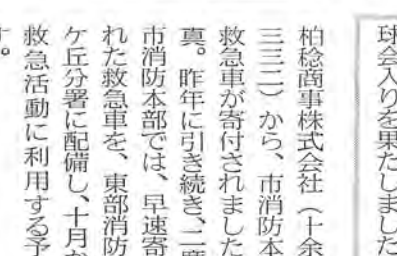 球会入りを果たしました
柏稔商事株式会社（十余
三三二）から、市消防本
救急車が寄付されました
真。昨年に引き続き、二度
市消防本部では、早速寄
れた救急車を、東部消防
ケ丘分署に配備し、十月か
救急活動に利用する予
す。